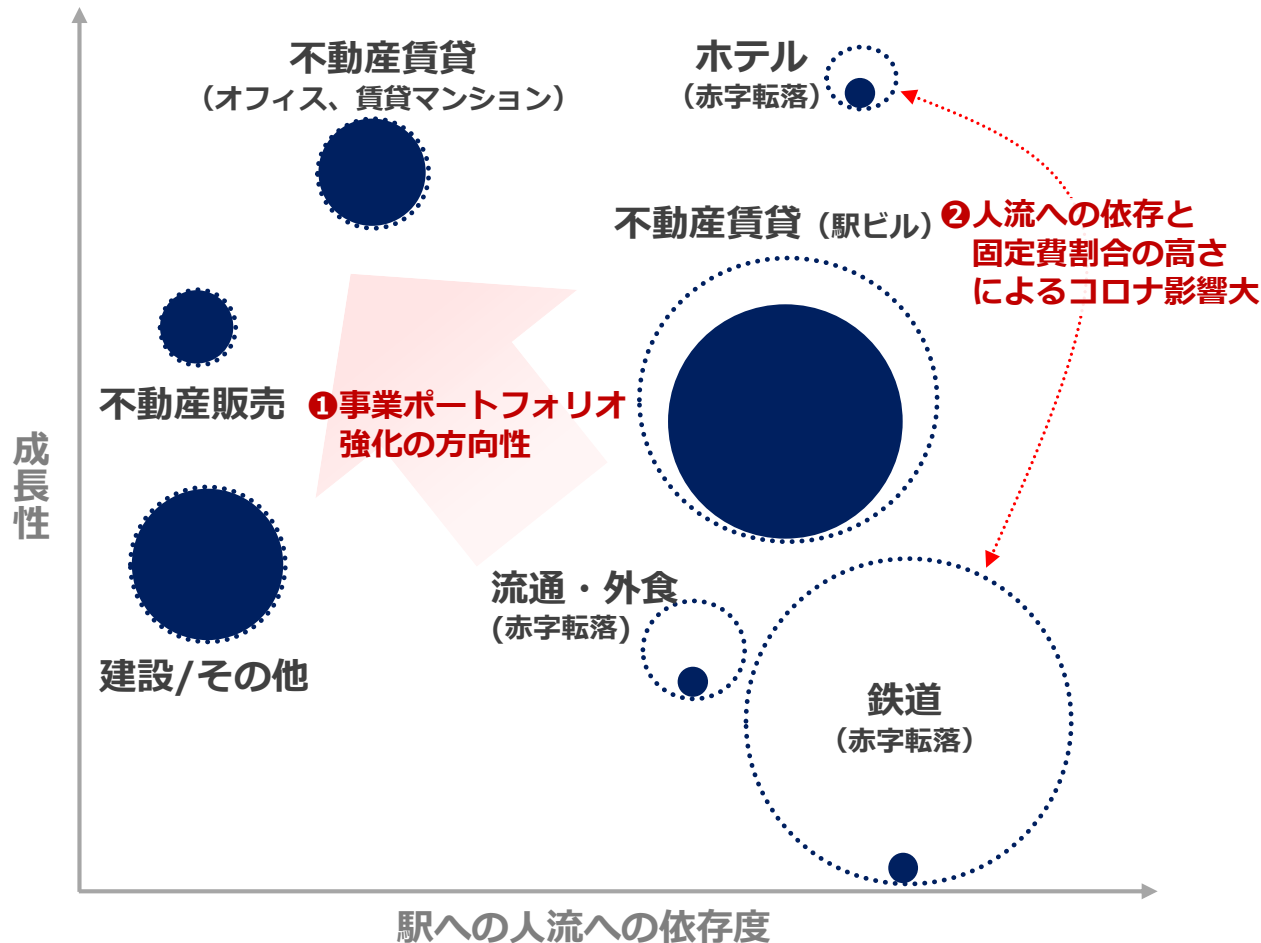 不動産賃貸
（オフィス、賃貸マンション）
ホテル
（赤字転落）
不動産賃貸（駅ビル）
❷人流への依存と
固定費割合の高さ
によるコロナ影響大
不動産販売
❶事業ポートフォリオ
強化の方向性
成長性
流通・外食
(赤字転落)
建設/その他
鉄道
（赤字転落）
駅への人流への依存度